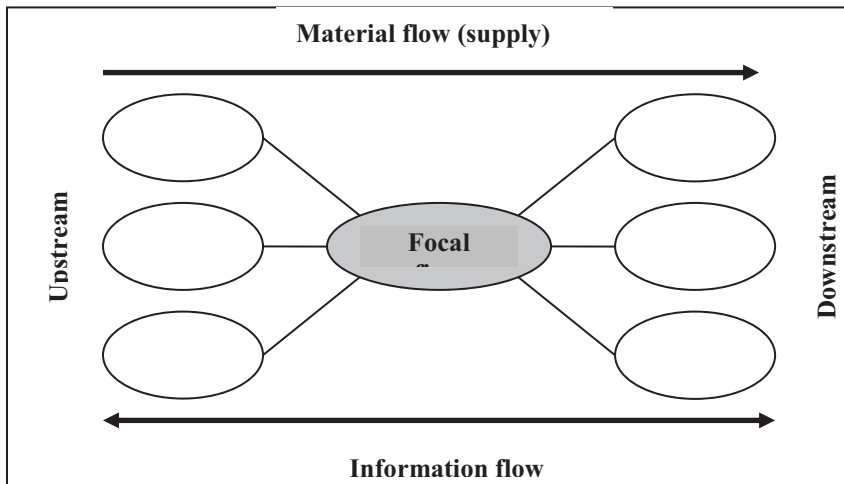 Material flow (supply)
Upstream
Focal
Downstream
Information flow